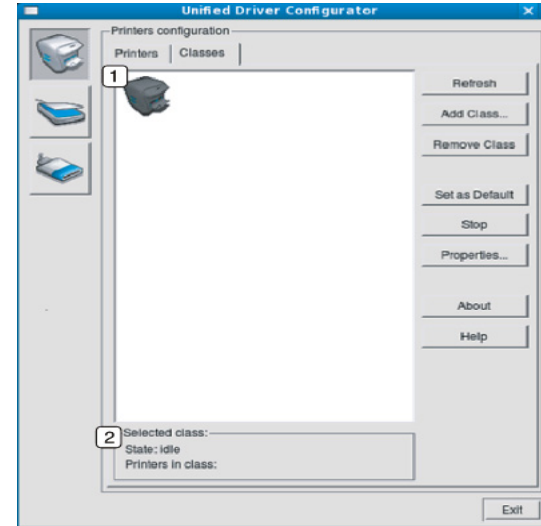 Unified Driver Configurator
Printers configuration
Printers Classes
1
Refresh
Add Class...
Remove Class
Set as Default
Stop
Properties...
About
Help
2
Selected class:
State: idle
Printers in class:
Exit